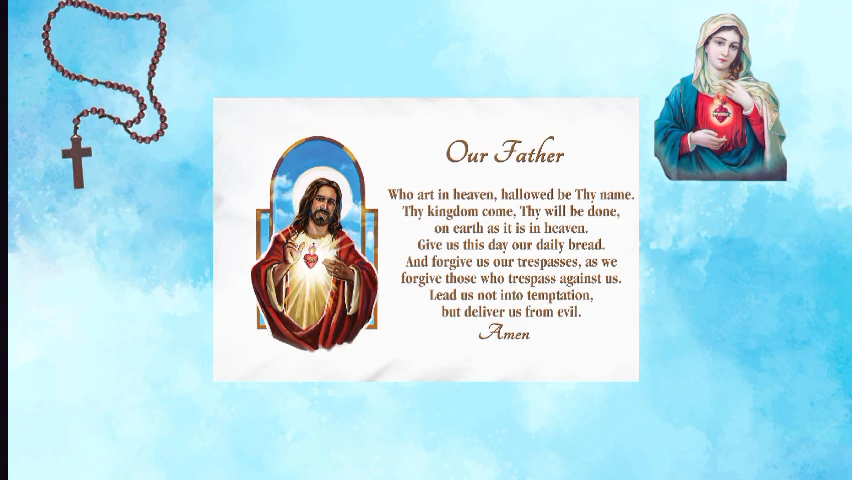 Our Father
Who art in heaven, hallowed be Thy name.
Thy kingdom come, Thy will be done,
on earth as it is in heaven.
Give us this day our daily bread.
And forgive us our trespasses, as we
forgive those who trespass against us.
Lead us not into temptation,
but deliver us from evil.
Amen